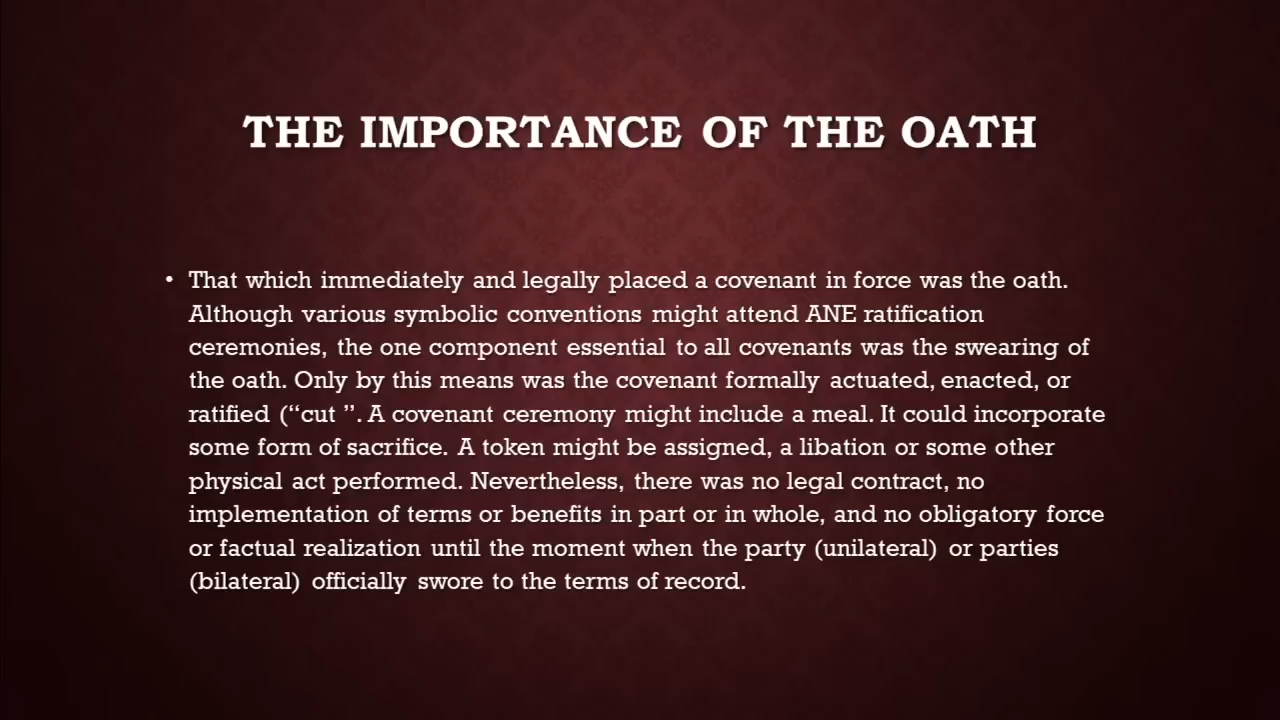 THE IMPORTANCE OF THE OATH
• That which immediately and legally placed a covenant in force was the oath.
Although various symbolic conventions might attend ANE ratification
ceremonies, the one component essential to all covenants was the swearing of
the oath. Only by this means was the covenant formally actuated, enacted, or
ratified (“cut ”. A covenant ceremony might include a meal. It could incorporate
some form of sacrifice. A token might be assigned, a libation or some other
physical act performed. Nevertheless, there was no legal contract, no
implementation of terms or benefits in part or in whole, and no obligatory force
or factual realization until the moment when the party (unilateral) or parties
(bilateral) officially swore to the terms of record.